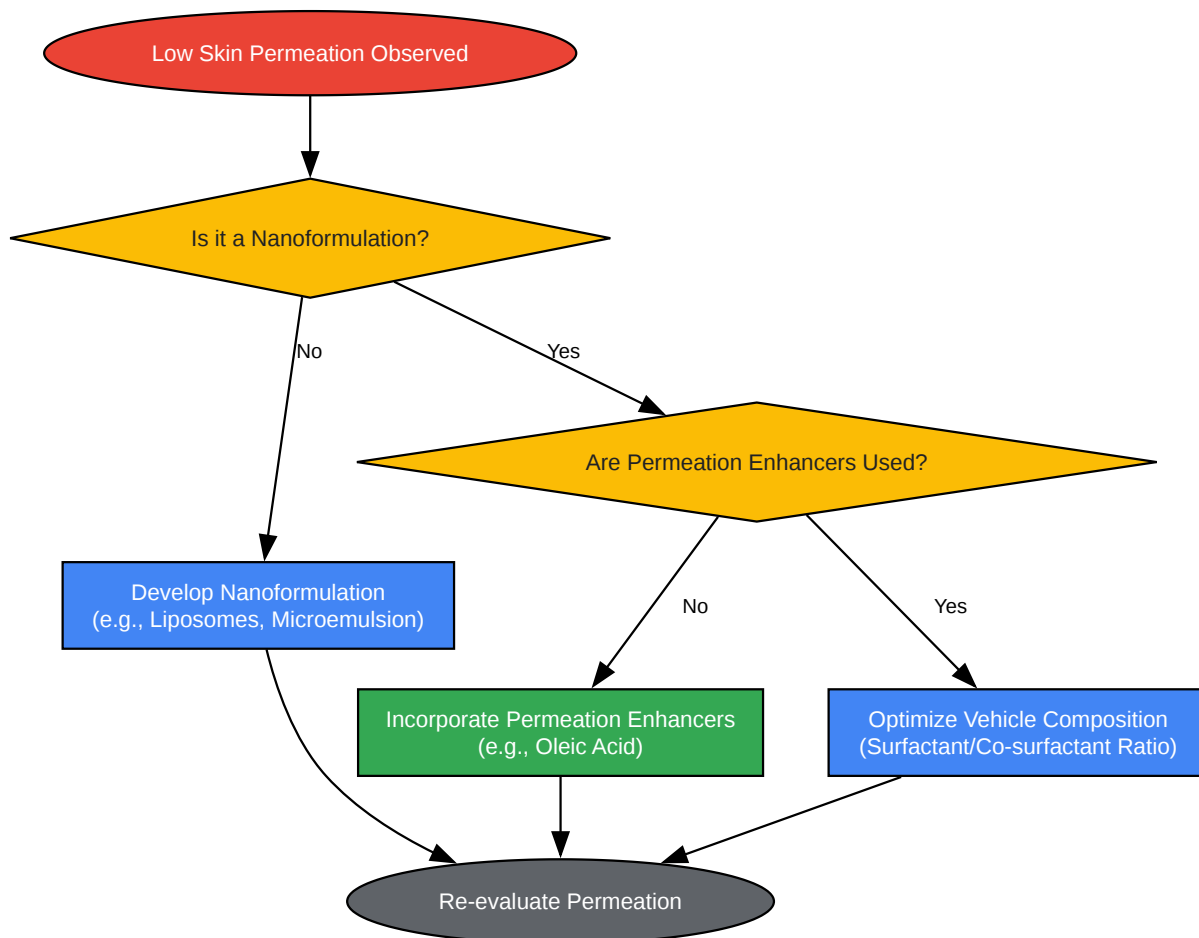 Low Skin Permeation Observed
Is it a Nanoformulation?
No
Yes
Are Permeation Enhancers Used?
Develop Nanoformulation
(e.g., Liposomes, Microemulsion)
No
Yes
Incorporate Permeation Enhancers
(e.g., Oleic Acid)
Optimize Vehicle Composition
(Surfactant/Co-surfactant Ratio)
Re-evaluate Permeation